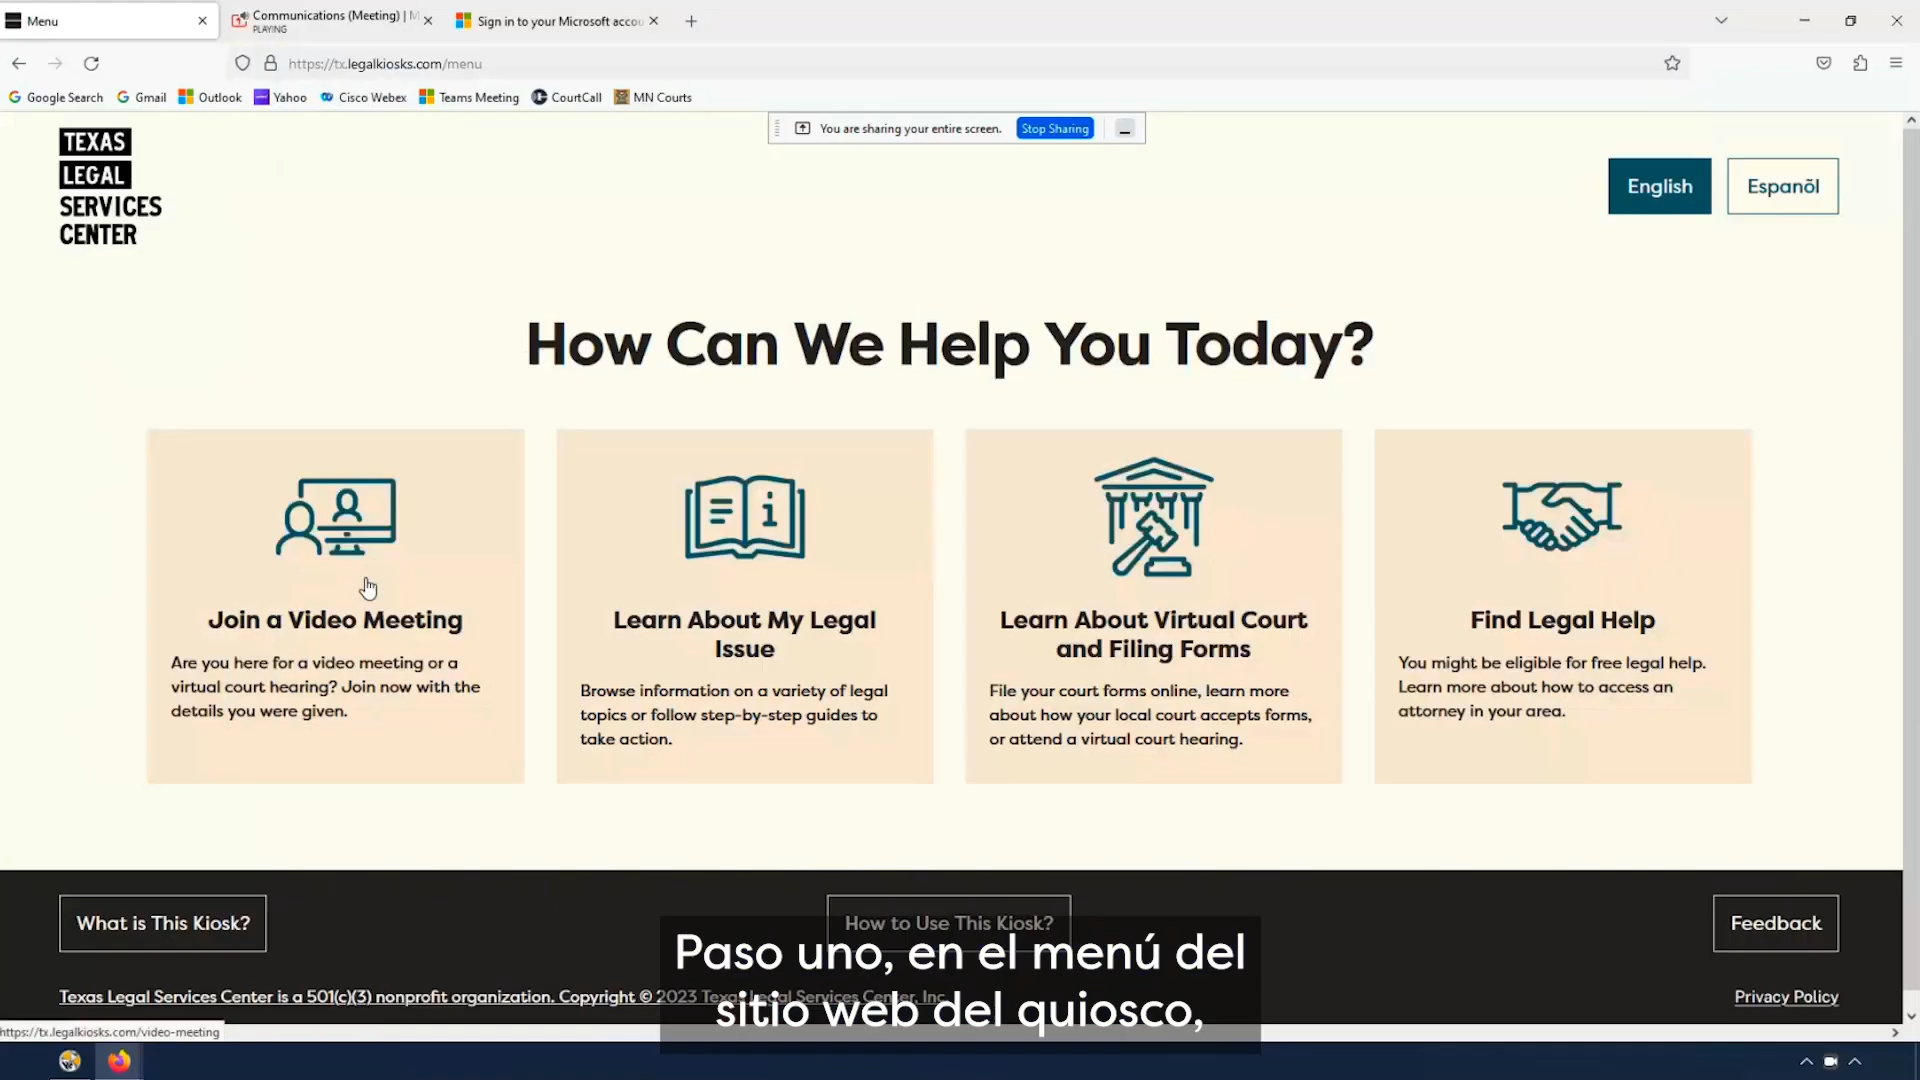 Menu
Communications (Meeting) | M
PLAYING
Sign in to your Microsoft accou
https://tx.legalkiosks.com/menu
Google Search
Gmail
Outlook
Yahoo
Cisco Webex
Teams Meeting
CourtCall
MN Courts
You are sharing your entire screen.
Stop Sharing
TEXAS
LEGAL
SERVICES
CENTER
English
Espanõl
How Can We Help You Today?
Join a Video Meeting
Are you here for a video meeting or a
virtual court hearing? Join now with the
details you were given.
Learn About My Legal
Issue
Browse information on a variety of legal
topics or follow step-by-step guides to
take action.
Learn About Virtual Court
and Filing Forms
File your court forms online, learn more
about how your local court accepts forms,
or attend a virtual court hearing.
Find Legal Help
You might be eligible for free legal help.
Learn more about how to access an
attorney in your area.
What is This Kiosk?
How to Use This Kiosk?
Feedback
Texas Legal Services Center is a 501(c)(3) nonprofit organization. Copyright © 2023 Texas Legal Services Center, Inc.
Privacy Policy
Paso uno, en el menú del
sitio web del quiosco,
https://tx.legalkiosks.com/video-meeting